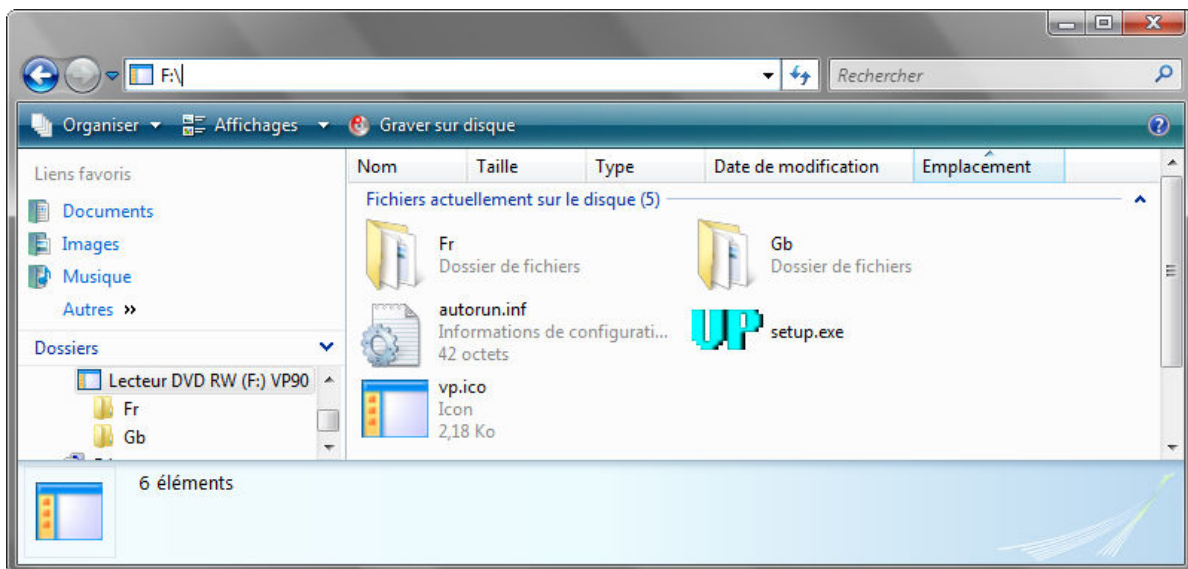 F:\
Rechercher
Organiser Affichages Graver sur disque
Liens favoris
Documents
Images
Musique
Autres »
Dossiers
Lecteur DVD RW (F:) VP90
Fr
Gb
Nom Taille Type Date de modification Emplacement
Fichiers actuellement sur le disque (5)
Fr
Dossier de fichiers
Gb
Dossier de fichiers
autorun.inf
Informations de configurati...
42 octets
VP
setup.exe
vp.ico
Icon
2,18 Ko
6 éléments